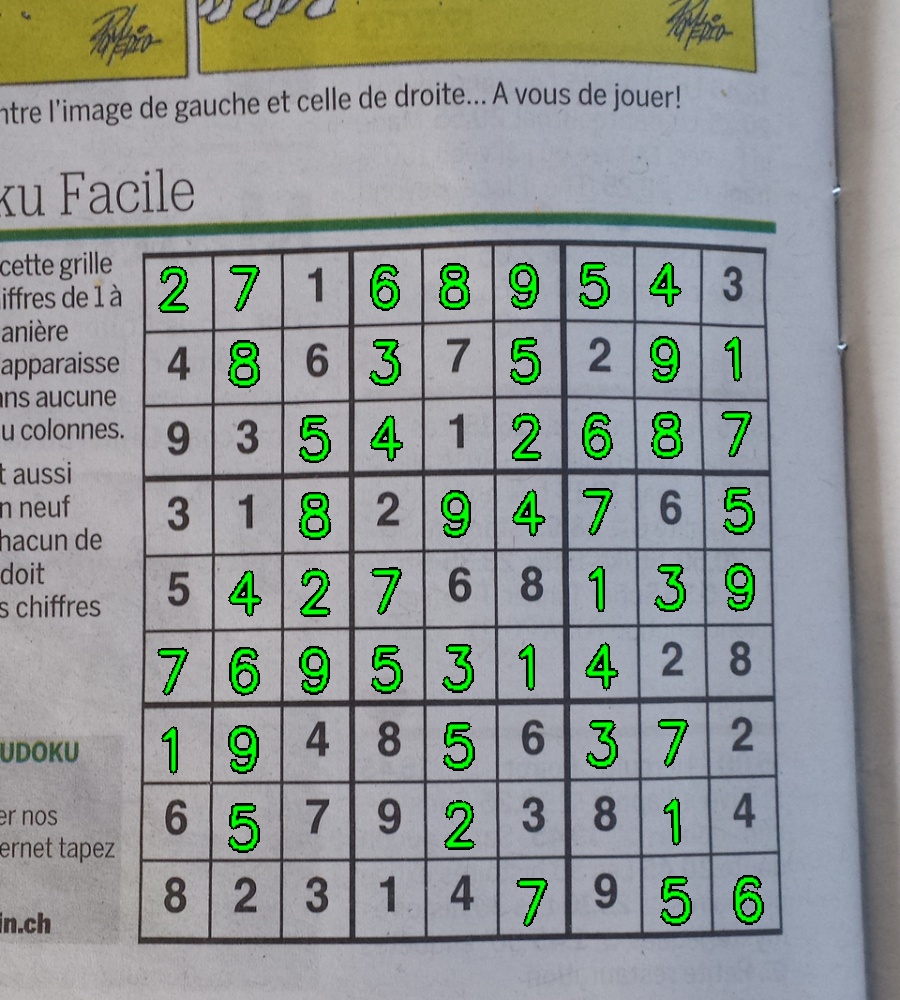 ntre l'image de gauche et celle de droite... A vous de jouer!
ku Facile
cette grille
iffres de 1 à
anière
apparaisse
ns aucune
u colonnes.
t aussi
n neuf
hacun de
doit
s chiffres
UDOKU
er nos
ernet tapez
in.ch
2 7 1 6 8 9 5 4 3
4 8 6 3 7 5 2 9 1
9 3 5 4 1 2 6 8 7
3 1 8 2 9 4 7 6 5
5 4 2 7 6 8 1 3 9
7 6 9 5 3 1 4 2 8
1 9 4 8 5 6 3 7 2
6 5 7 9 2 3 8 1 4
8 2 3 1 4 7 9 5 6